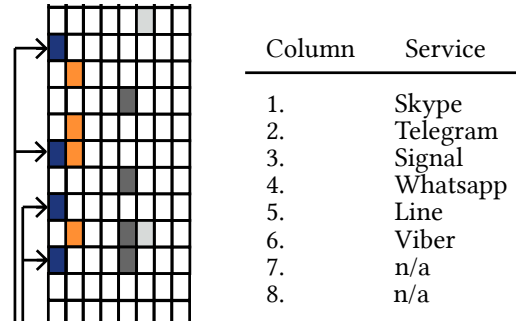 Column Service
1. Skype
2. Telegram
3. Signal
4. Whatsapp
5. Line
6. Viber
7. n/a
8. n/a